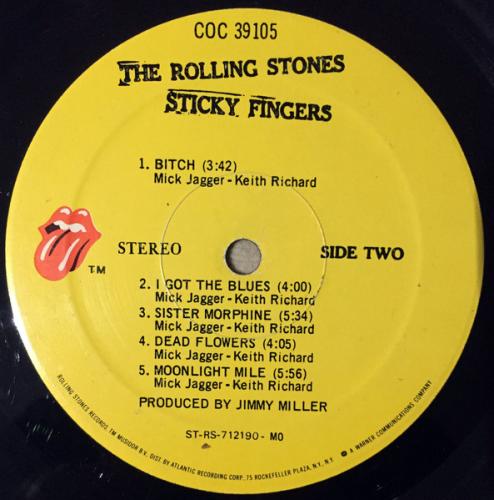 COC 39105
THE ROLLING STONES
STICKY FINGERS
1. BITCH (3:42)
Mick Jagger - Keith Richard
TM
STEREO
SIDE TWO
2. I GOT THE BLUES (4:00)
Mick Jagger - Keith Richard
3. SISTER MORPHINE (5:34)
Mick Jagger - Keith Richard
4. DEAD FLOWERS (4:05)
Mick Jagger - Keith Richard
5. MOONLIGHT MILE (5:56)
Mick Jagger - Keith Richard
PRODUCED BY JIMMY MILLER
ST-RS-712190 - MO
ROLLING STONES RECORDS, T.M. MUSIDOR B.V. DIST. BY ATLANTIC RECORDING CORP., 75 ROCKEFELLER PLAZA, N.Y., N.Y. A WARNER COMMUNICATIONS COMPANY